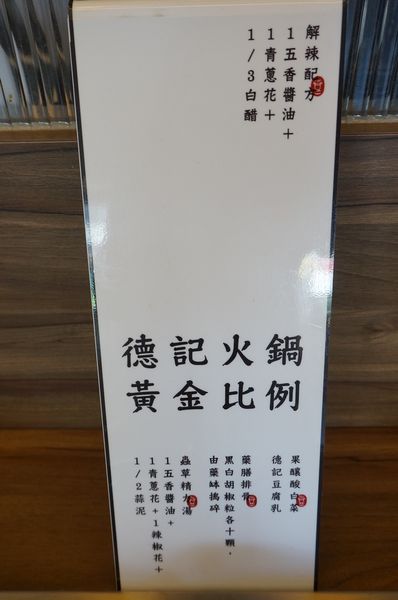 解辣配方
1五香醬油+
1青蔥花+
1/3白醋
德記火鍋
黃金比例
果釀酸白菜
德記豆腐乳
藥膳排骨
黑白胡椒粒各十顆，
由藥缽搗碎
蟲草精力湯
1五香醬油+
1青蔥花+1辣椒花+
1/2蒜泥